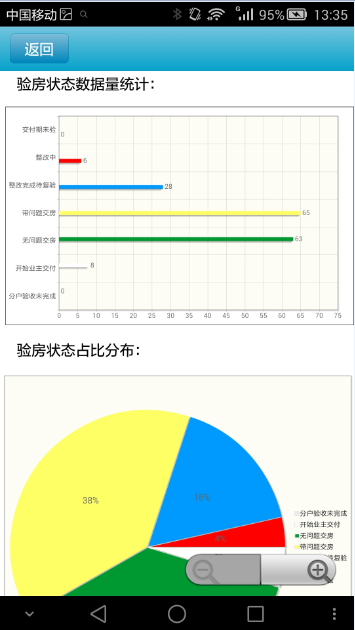 中国移动 95% 13:35
返回
验房状态数据量统计：
交付期未验 0
整改中 6
整改完成待复验 28
带问题交房 65
无问题交房 63
开始业主交付 8
分户验收未完成 0
0 5 10 15 20 25 30 35 40 45 50 55 60 65 70 75
验房状态占比分布：
38%
16%
分户验收未完成
开始业主交付
无问题交房
带问题交房